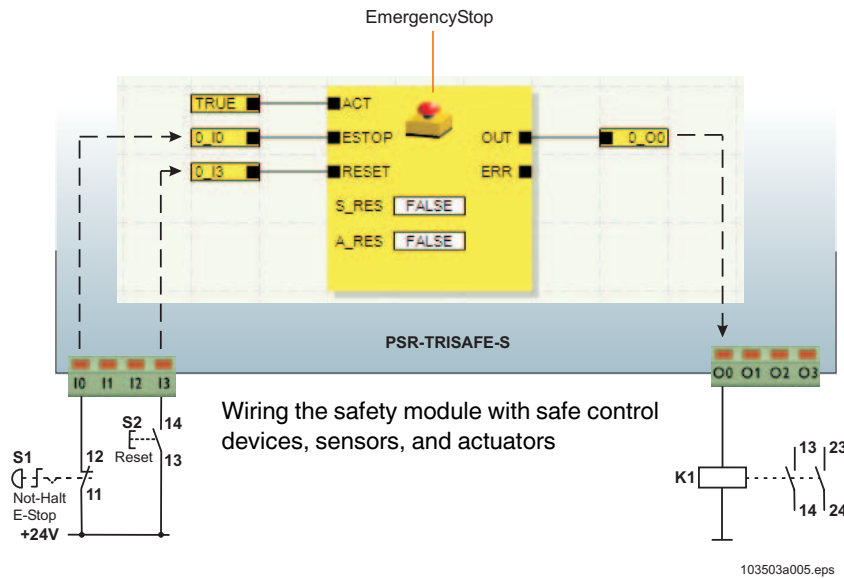 EmergencyStop
TRUE
ACT
0_I0
ESTOP
OUT
0_O0
0_I3
RESET
ERR
S_RES
FALSE
A_RES
FALSE
PSR-TRISAFE-S
I0 I1 I2 I3
O0 O1 O2 O3
Wiring the safety module with safe control
devices, sensors, and actuators
S1
Not-Halt
E-Stop
12
11
S2
Reset
14
13
+24V
K1
13 23
14 24
103503a005.eps